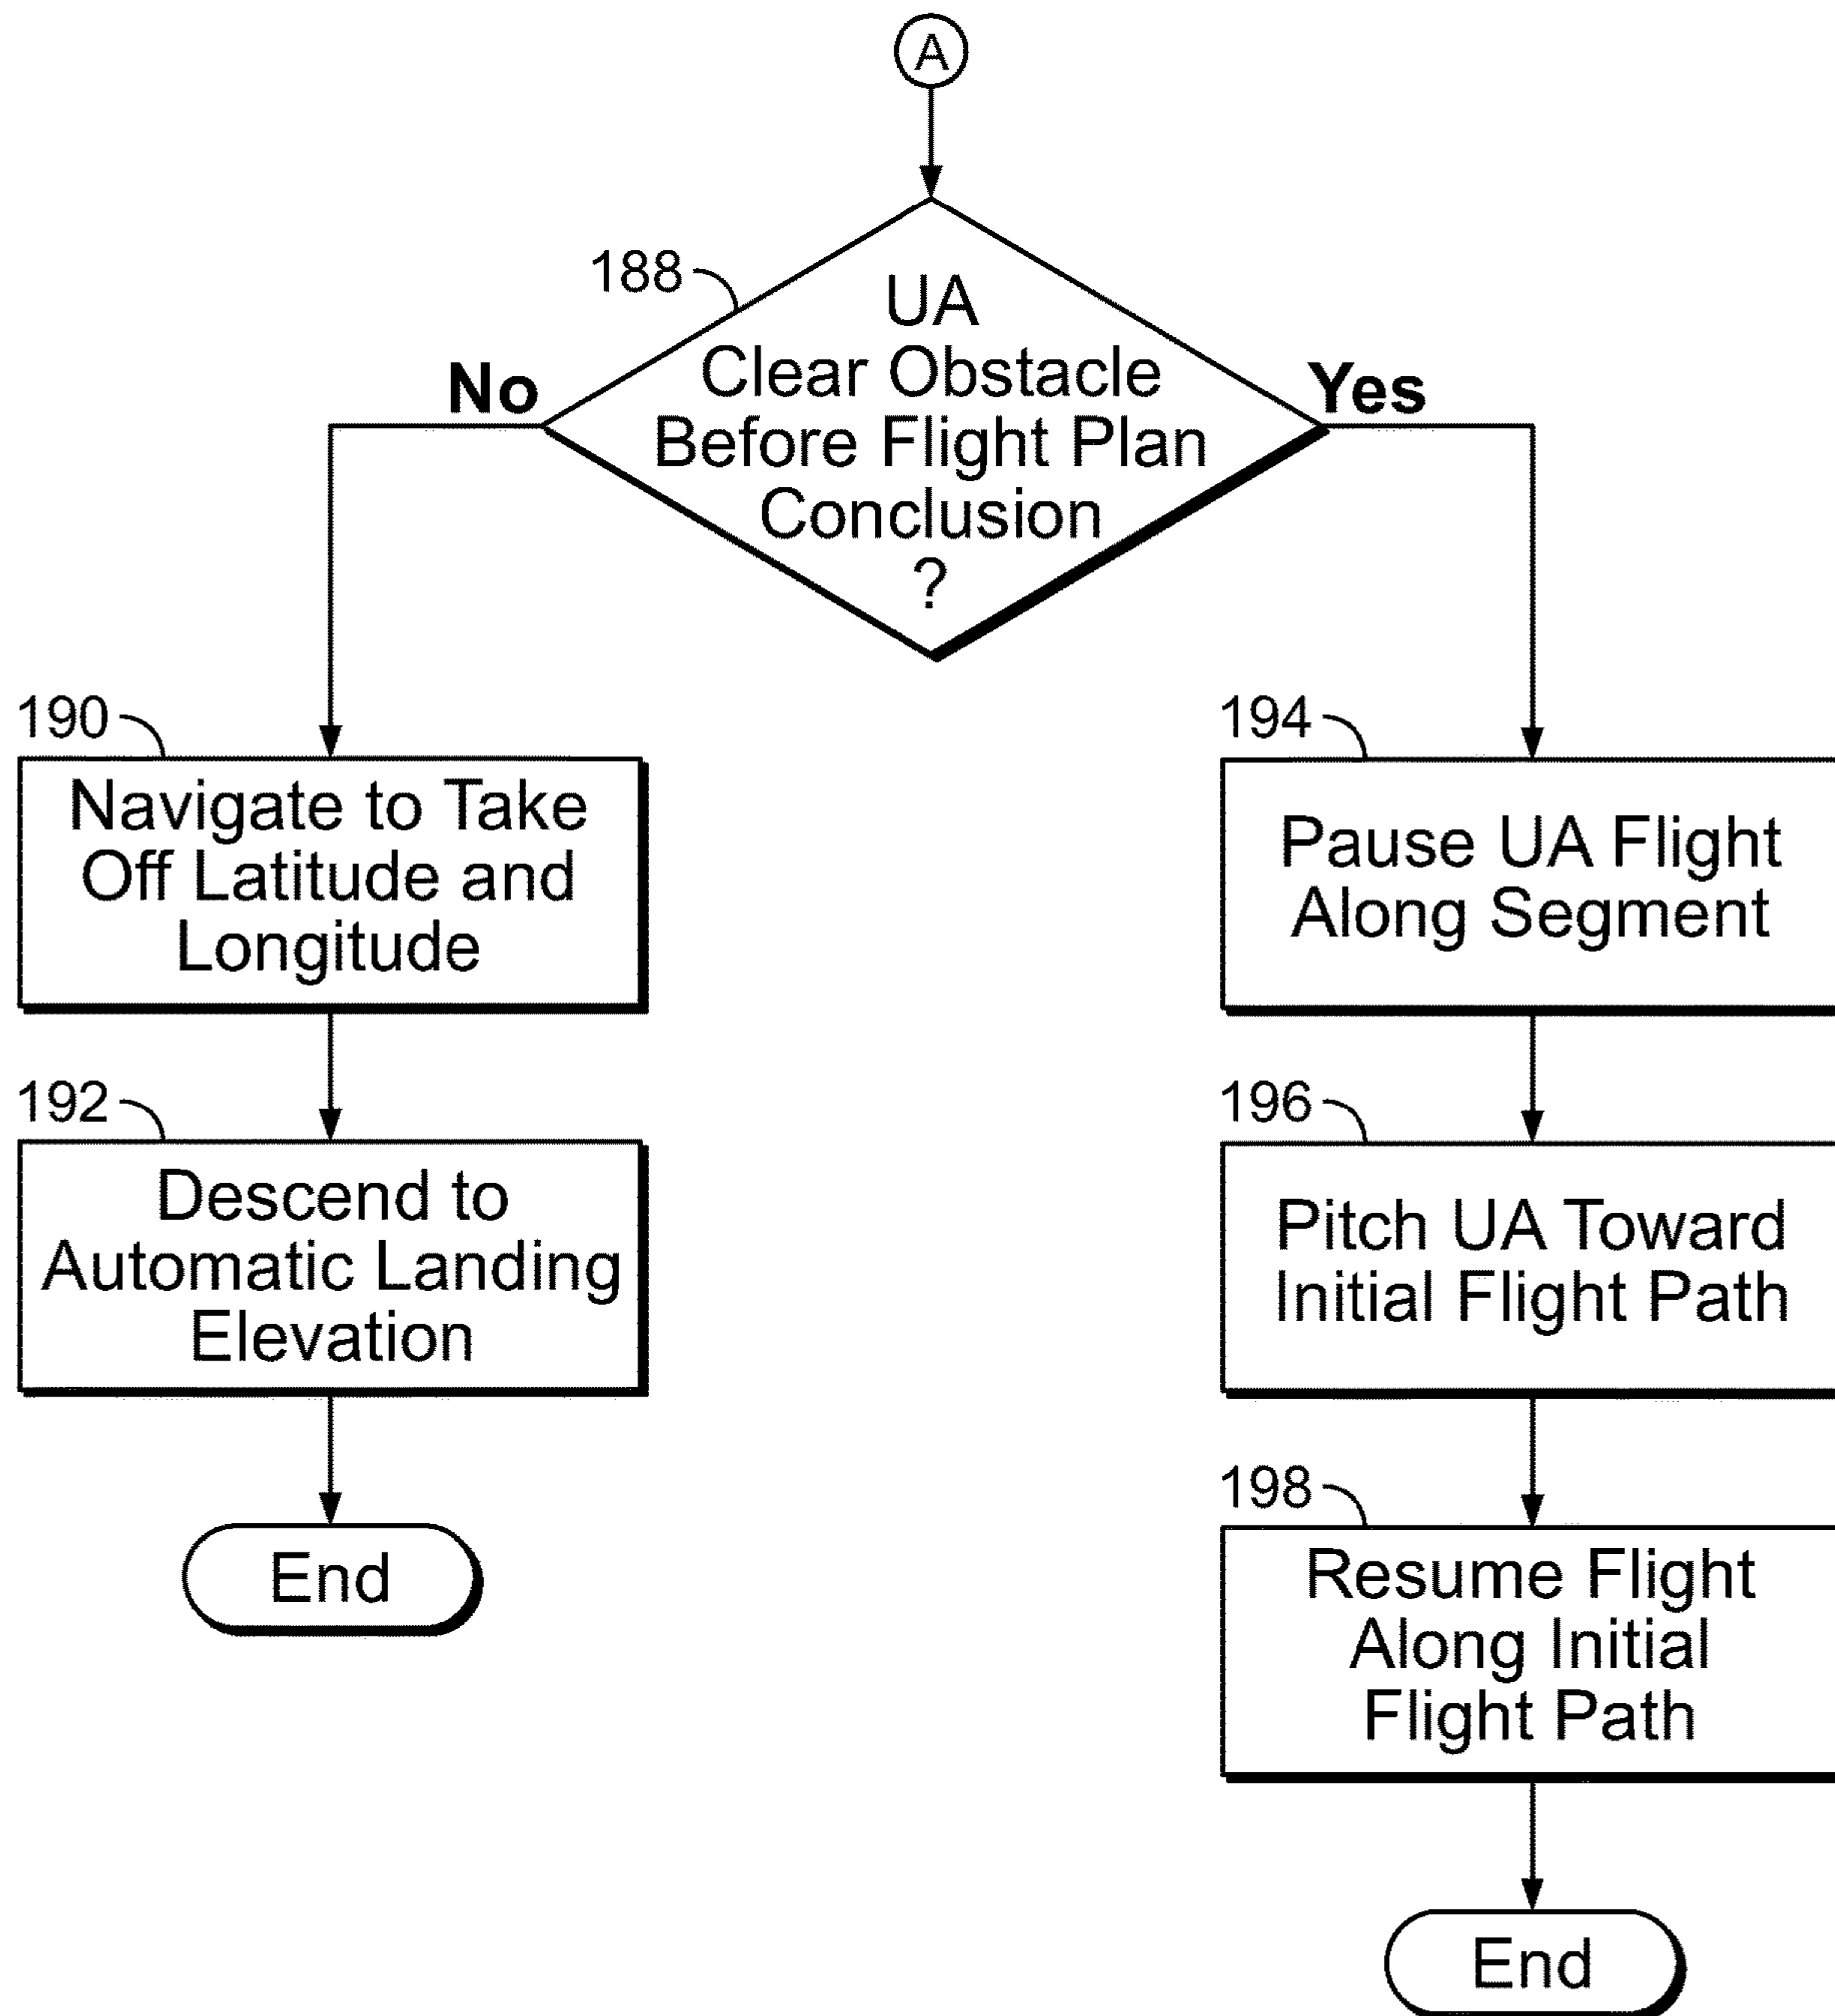 A
188
UA
Clear Obstacle
Before Flight Plan
Conclusion
?
No
Yes
190
Navigate to Take
Off Latitude and
Longitude
192
Descend to
Automatic Landing
Elevation
End
194
Pause UA Flight
Along Segment
196
Pitch UA Toward
Initial Flight Path
198
Resume Flight
Along Initial
Flight Path
End